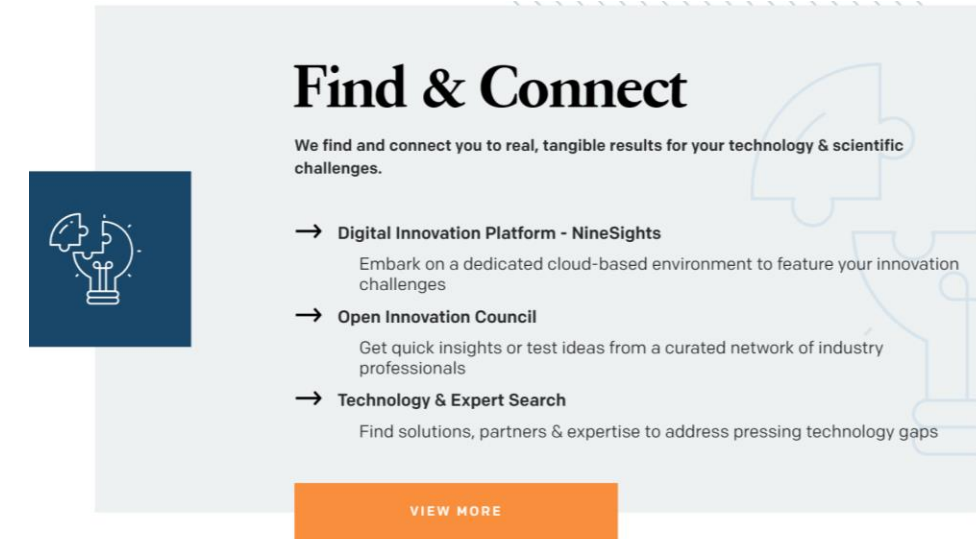 Find & Connect
We find and connect you to real, tangible results for your technology & scientific
challenges.
→ Digital Innovation Platform - NineSights
Embark on a dedicated cloud-based environment to feature your innovation
challenges
→ Open Innovation Council
Get quick insights or test ideas from a curated network of industry
professionals
→ Technology & Expert Search
Find solutions, partners & expertise to address pressing technology gaps
VIEW MORE